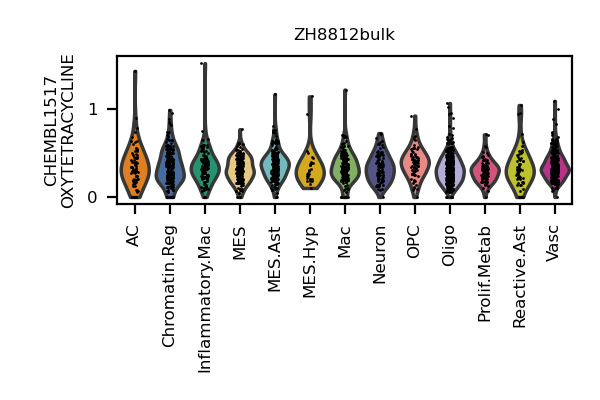 ZH8812bulk
CHEMBL1517
OXYTETRACYCLINE
1
0
AC
Chromatin.Reg
Inflammatory.Mac
MES
MES.Ast
MES.Hyp
Mac
Neuron
OPC
Oligo
Prolif.Metab
Reactive.Ast
Vasc